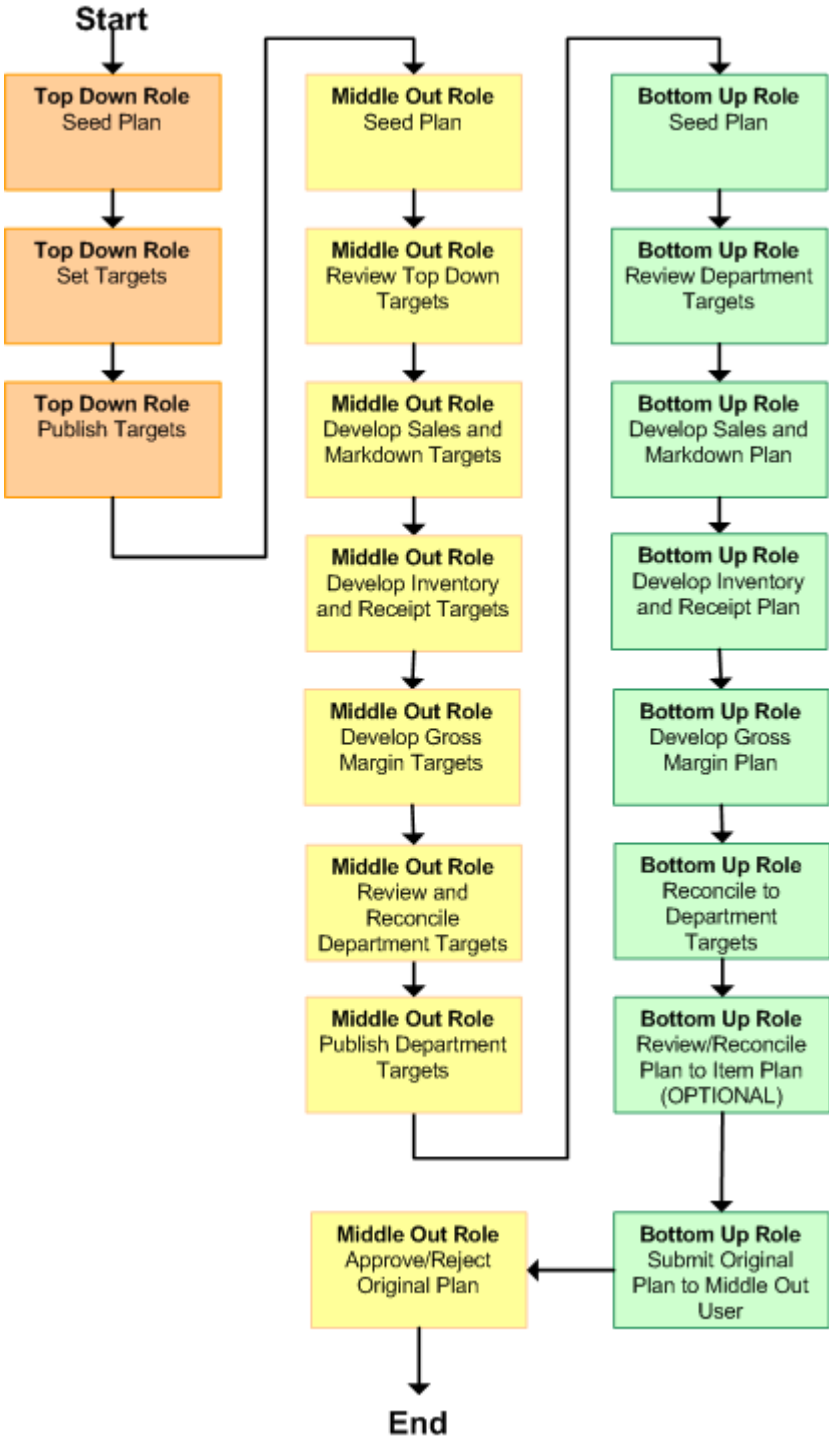 Start
Top Down Role
Seed Plan
Top Down Role
Set Targets
Top Down Role
Publish Targets
Middle Out Role
Seed Plan
Middle Out Role
Review Top Down
Targets
Middle Out Role
Develop Sales and
Markdown Targets
Middle Out Role
Develop Inventory
and Receipt Targets
Middle Out Role
Develop Gross
Margin Targets
Middle Out Role
Review and
Reconcile
Department Targets
Middle Out Role
Publish Department
Targets
Bottom Up Role
Seed Plan
Bottom Up Role
Review Department
Targets
Bottom Up Role
Develop Sales and
Markdown Plan
Bottom Up Role
Develop Inventory
and Receipt Plan
Bottom Up Role
Develop Gross
Margin Plan
Bottom Up Role
Reconcile to
Department
Targets
Bottom Up Role
Review/Reconcile
Plan to Item Plan
(OPTIONAL)
Bottom Up Role
Submit Original
Plan to Middle Out
User
Middle Out Role
Approve/Reject
Original Plan
End